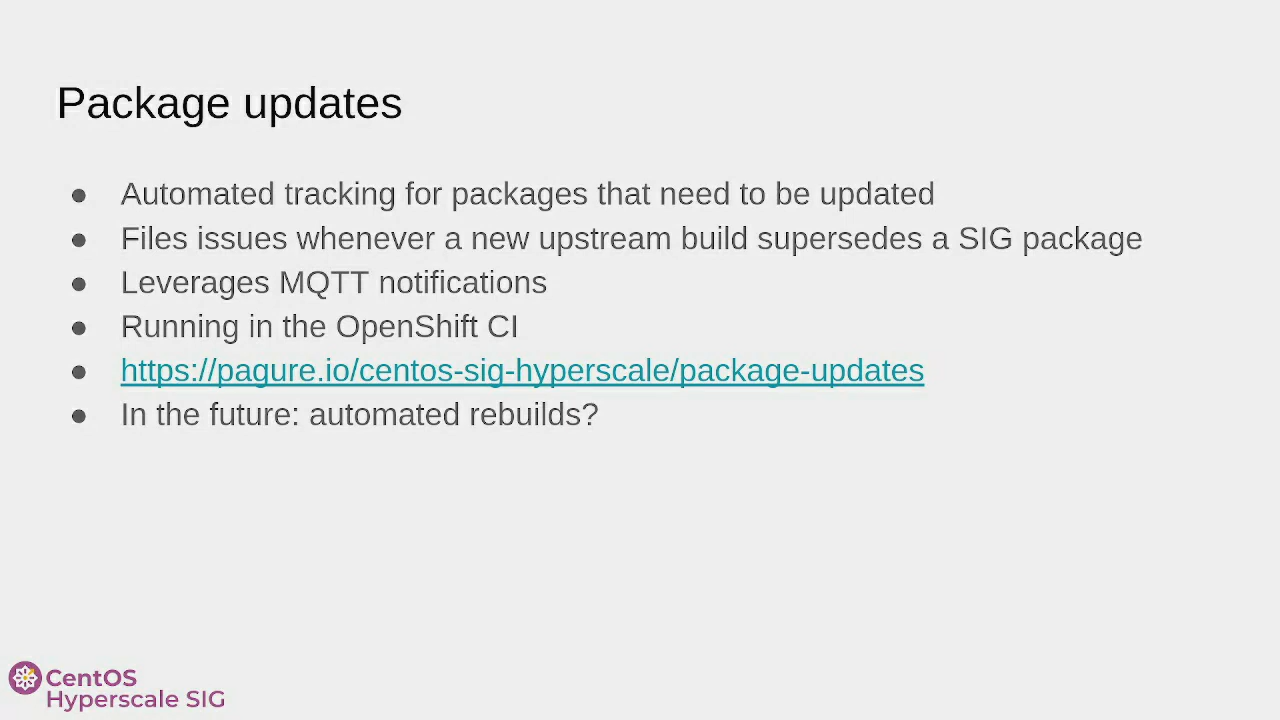 Package updates
● Automated tracking for packages that need to be updated
● Files issues whenever a new upstream build supersedes a SIG package
● Leverages MQTT notifications
● Running in the OpenShift CI
● https://pagure.io/centos-sig-hyperscale/package-updates
● In the future: automated rebuilds?
CentOS
Hyperscale SIG